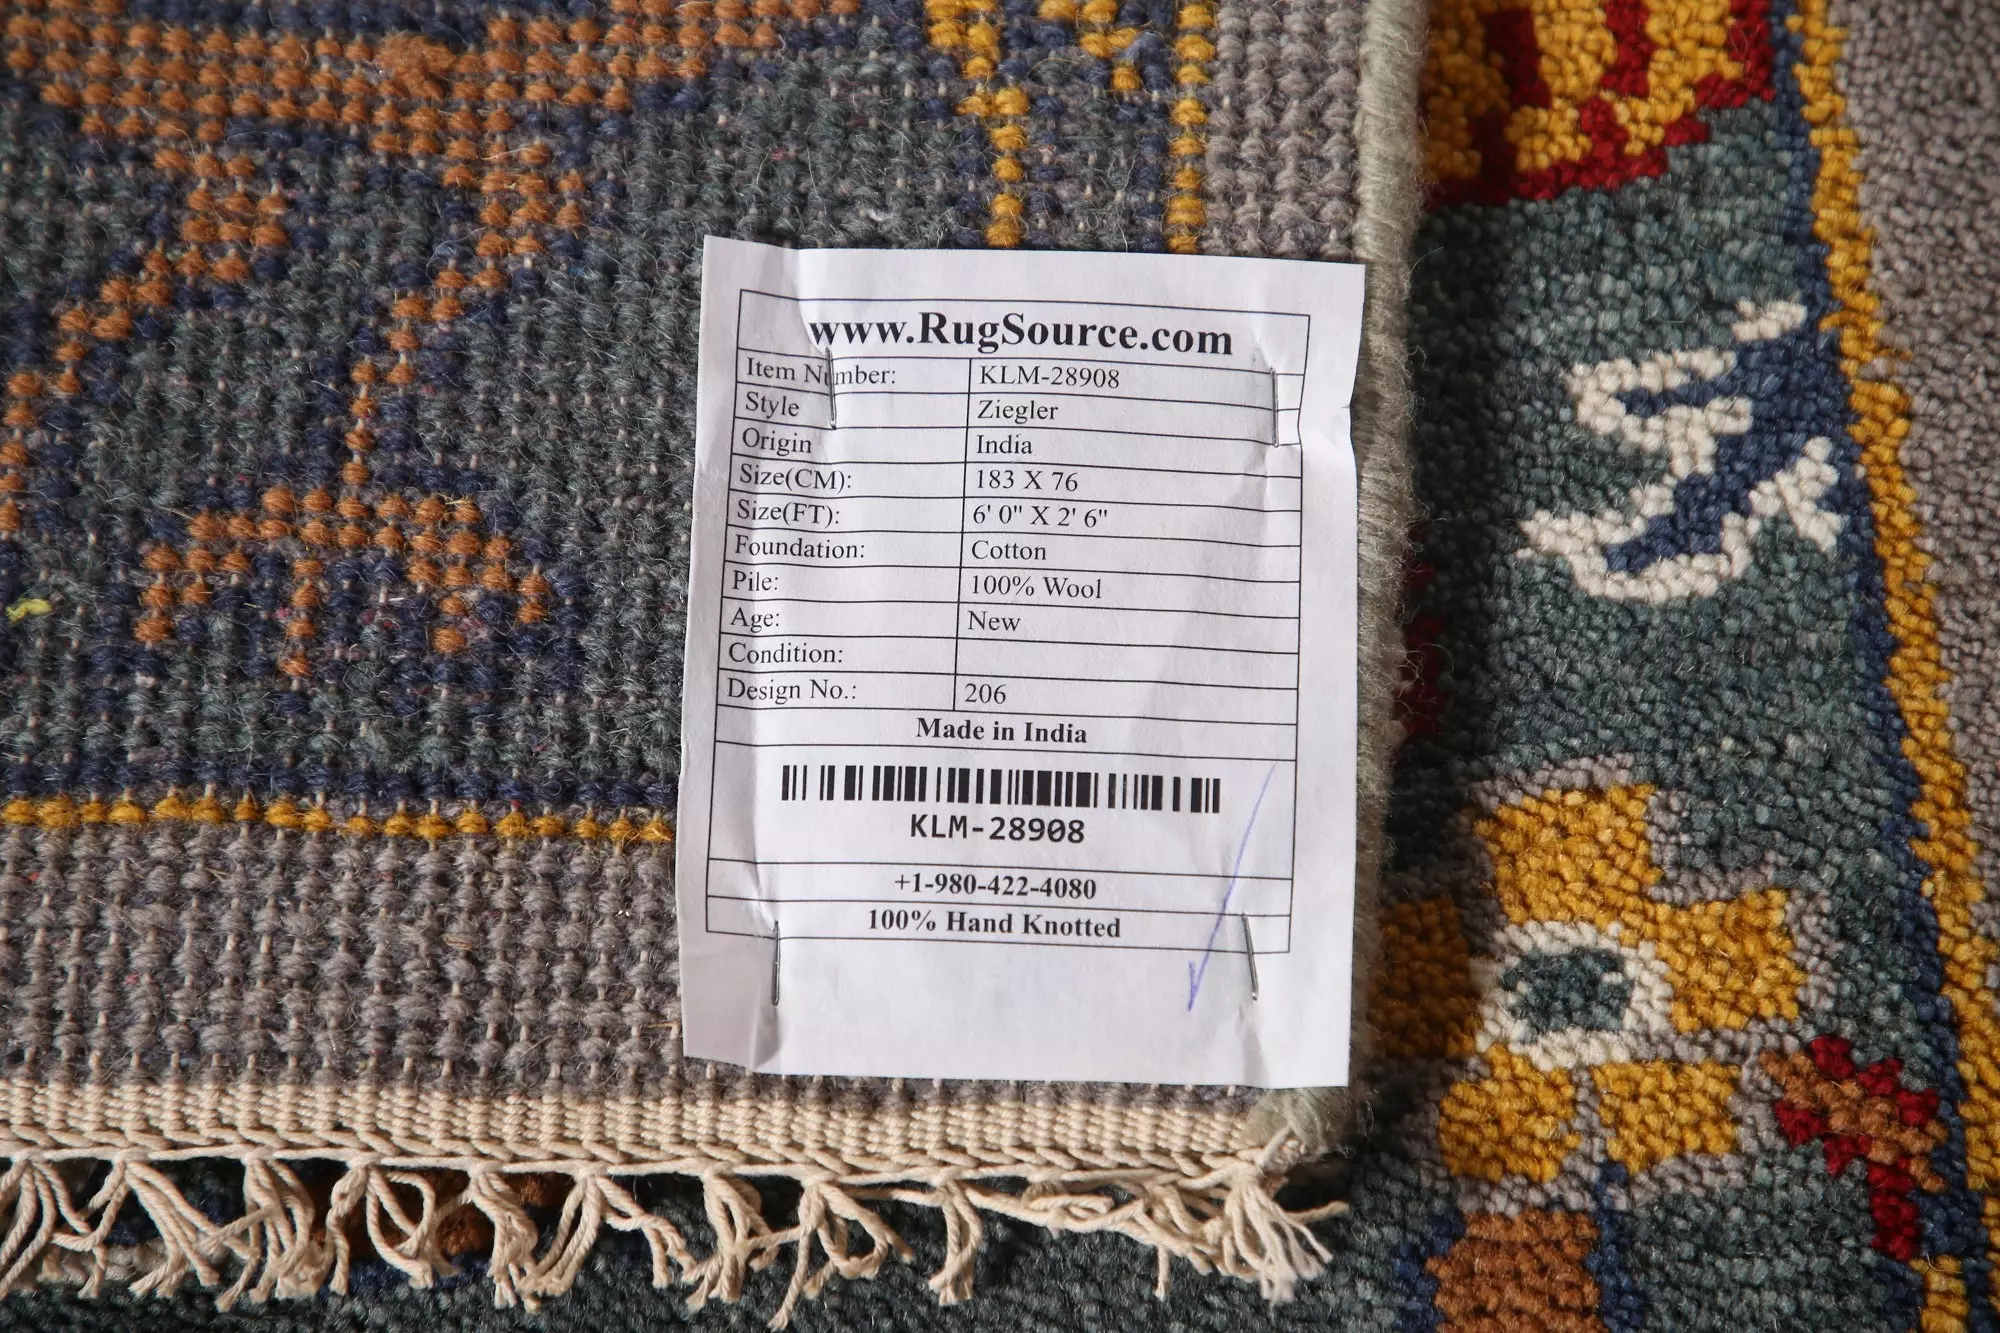 www.RugSource.com
Item Number: KLM-28908
Style Ziegler
Origin India
Size(CM): 183 X 76
Size(FT): 6' 0" X 2' 6"
Foundation: Cotton
Pile: 100% Wool
Age: New
Condition:
Design No.: 206
Made in India
KLM-28908
+1-980-422-4080
100% Hand Knotted